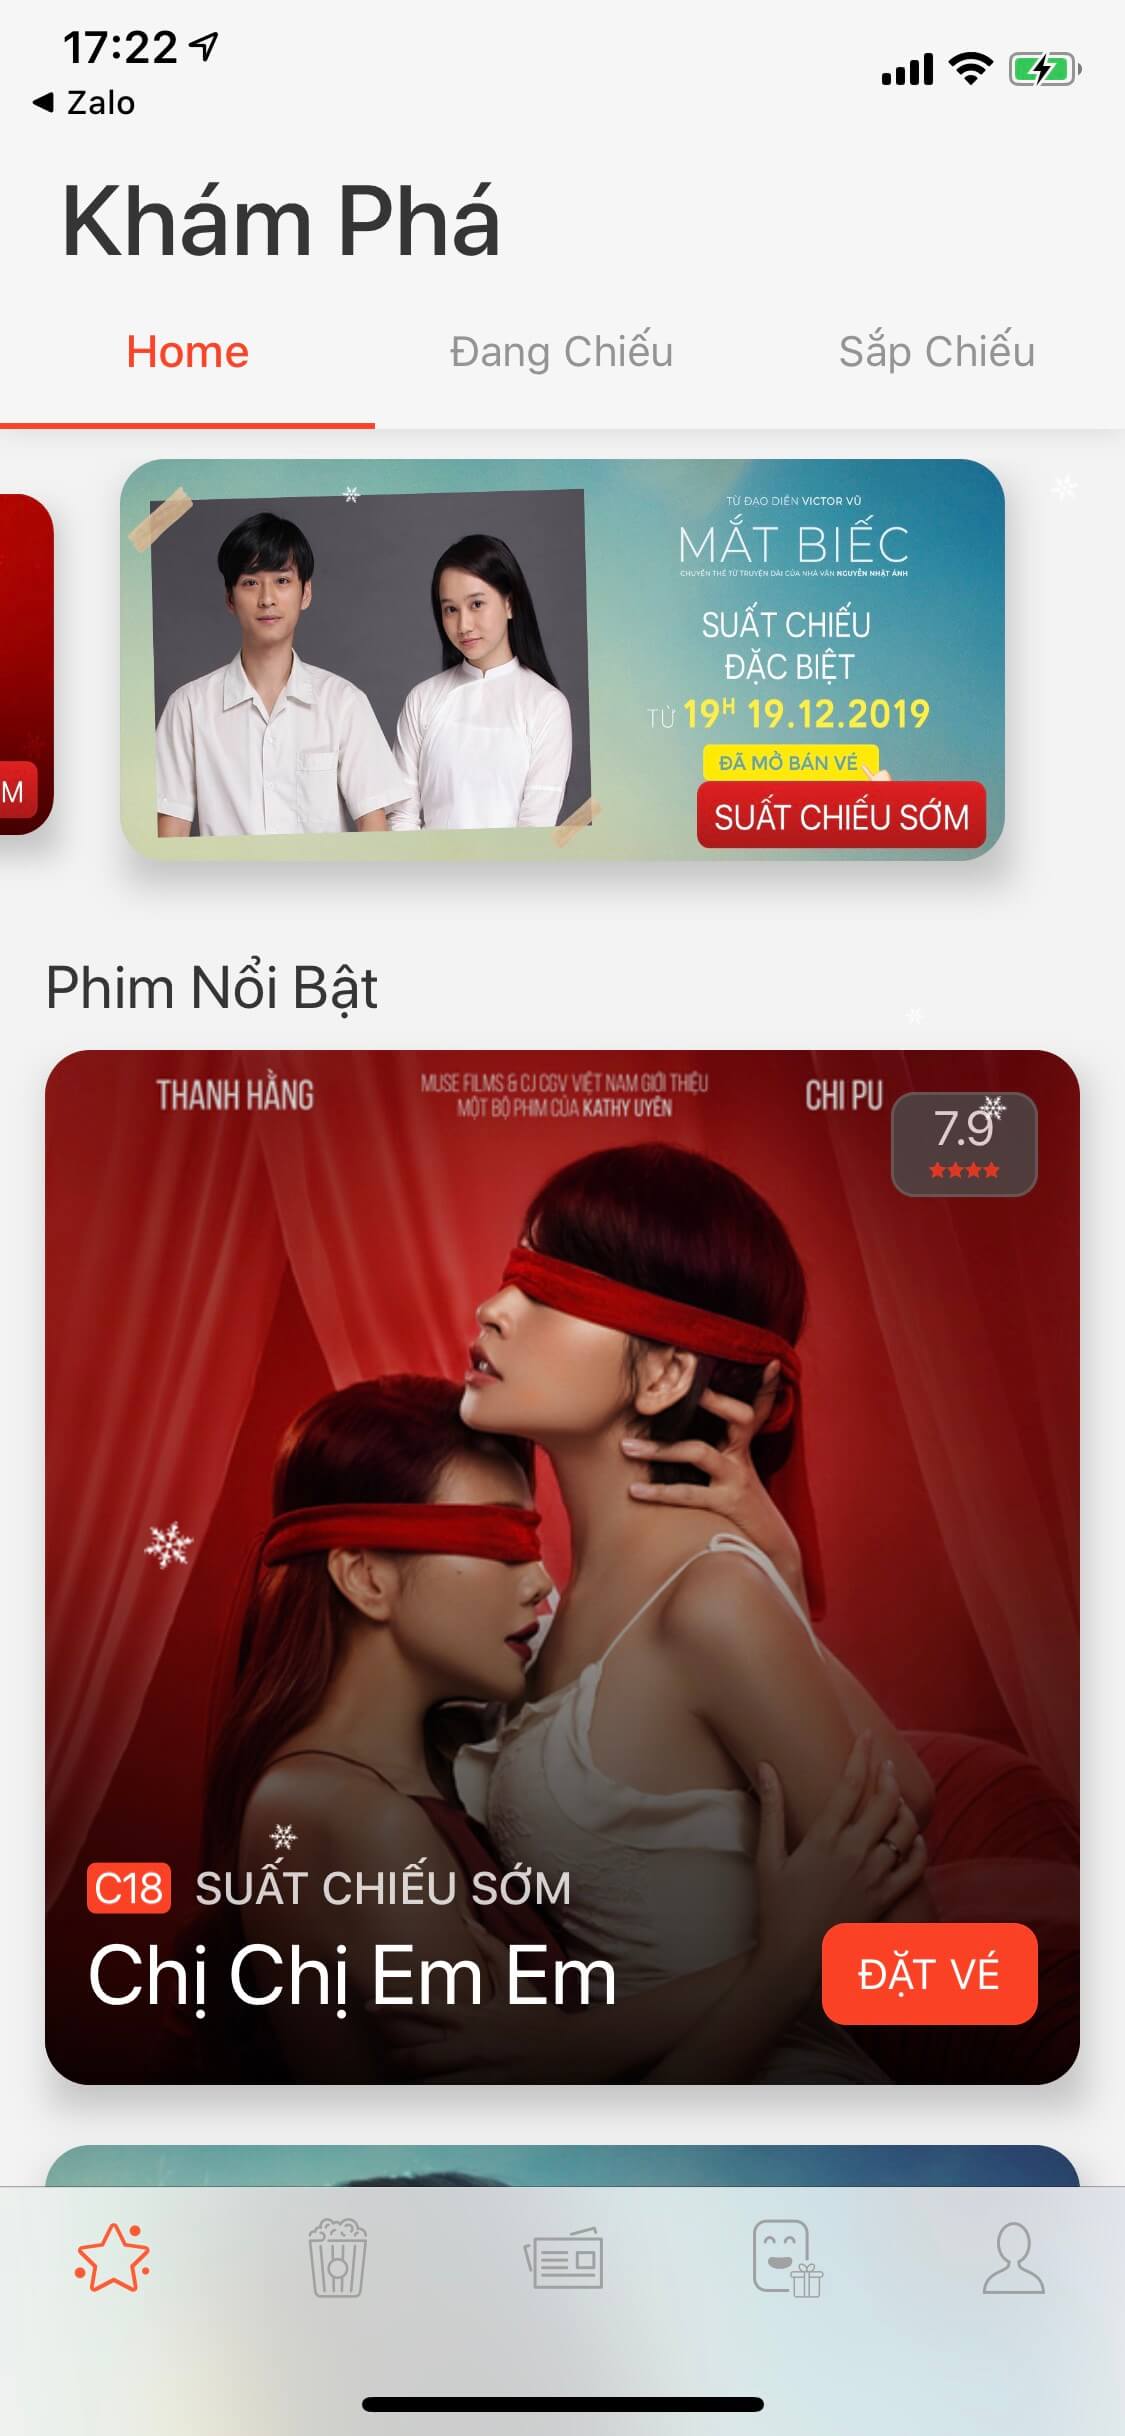 17:22
Zalo
Khám Phá
Home
Đang Chiếu
Sắp Chiếu
M
TỪ ĐẠO DIỄN VICTOR VŨ
MẮT BIẾC
CHUYỂN THỂ TỪ TRUYỆN DÀI CỦA NHÀ VĂN NGUYỄN NHẬT ÁNH
SUẤT CHIẾU
ĐẶC BIỆT
TỪ 19H 19.12.2019
ĐÃ MỞ BÁN VÉ
SUẤT CHIẾU SỚM
Phim Nổi Bật
THANH HẰNG
MUSE FILMS & CJ CGV VIỆT NAM GIỚI THIỆU
MỘT BỘ PHIM CỦA KATHY UYÊN
CHI PU
7.9
C18 SUẤT CHIẾU SỚM
Chị Chị Em Em
ĐẶT VÉ